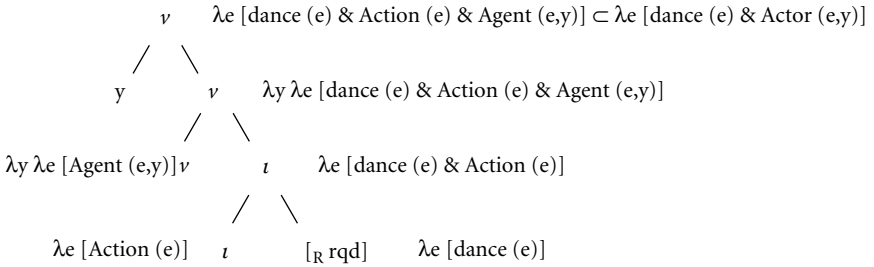 ν λe [dance (e) & Action (e) & Agent (e,y)] ⊂ λe [dance (e) & Actor (e,y)]
y ν λy λe [dance (e) & Action (e) & Agent (e,y)]
λy λe [Agent (e,y)]ν ι λe [dance (e) & Action (e)]
λe [Action (e)] ι [R rqd] λe [dance (e)]